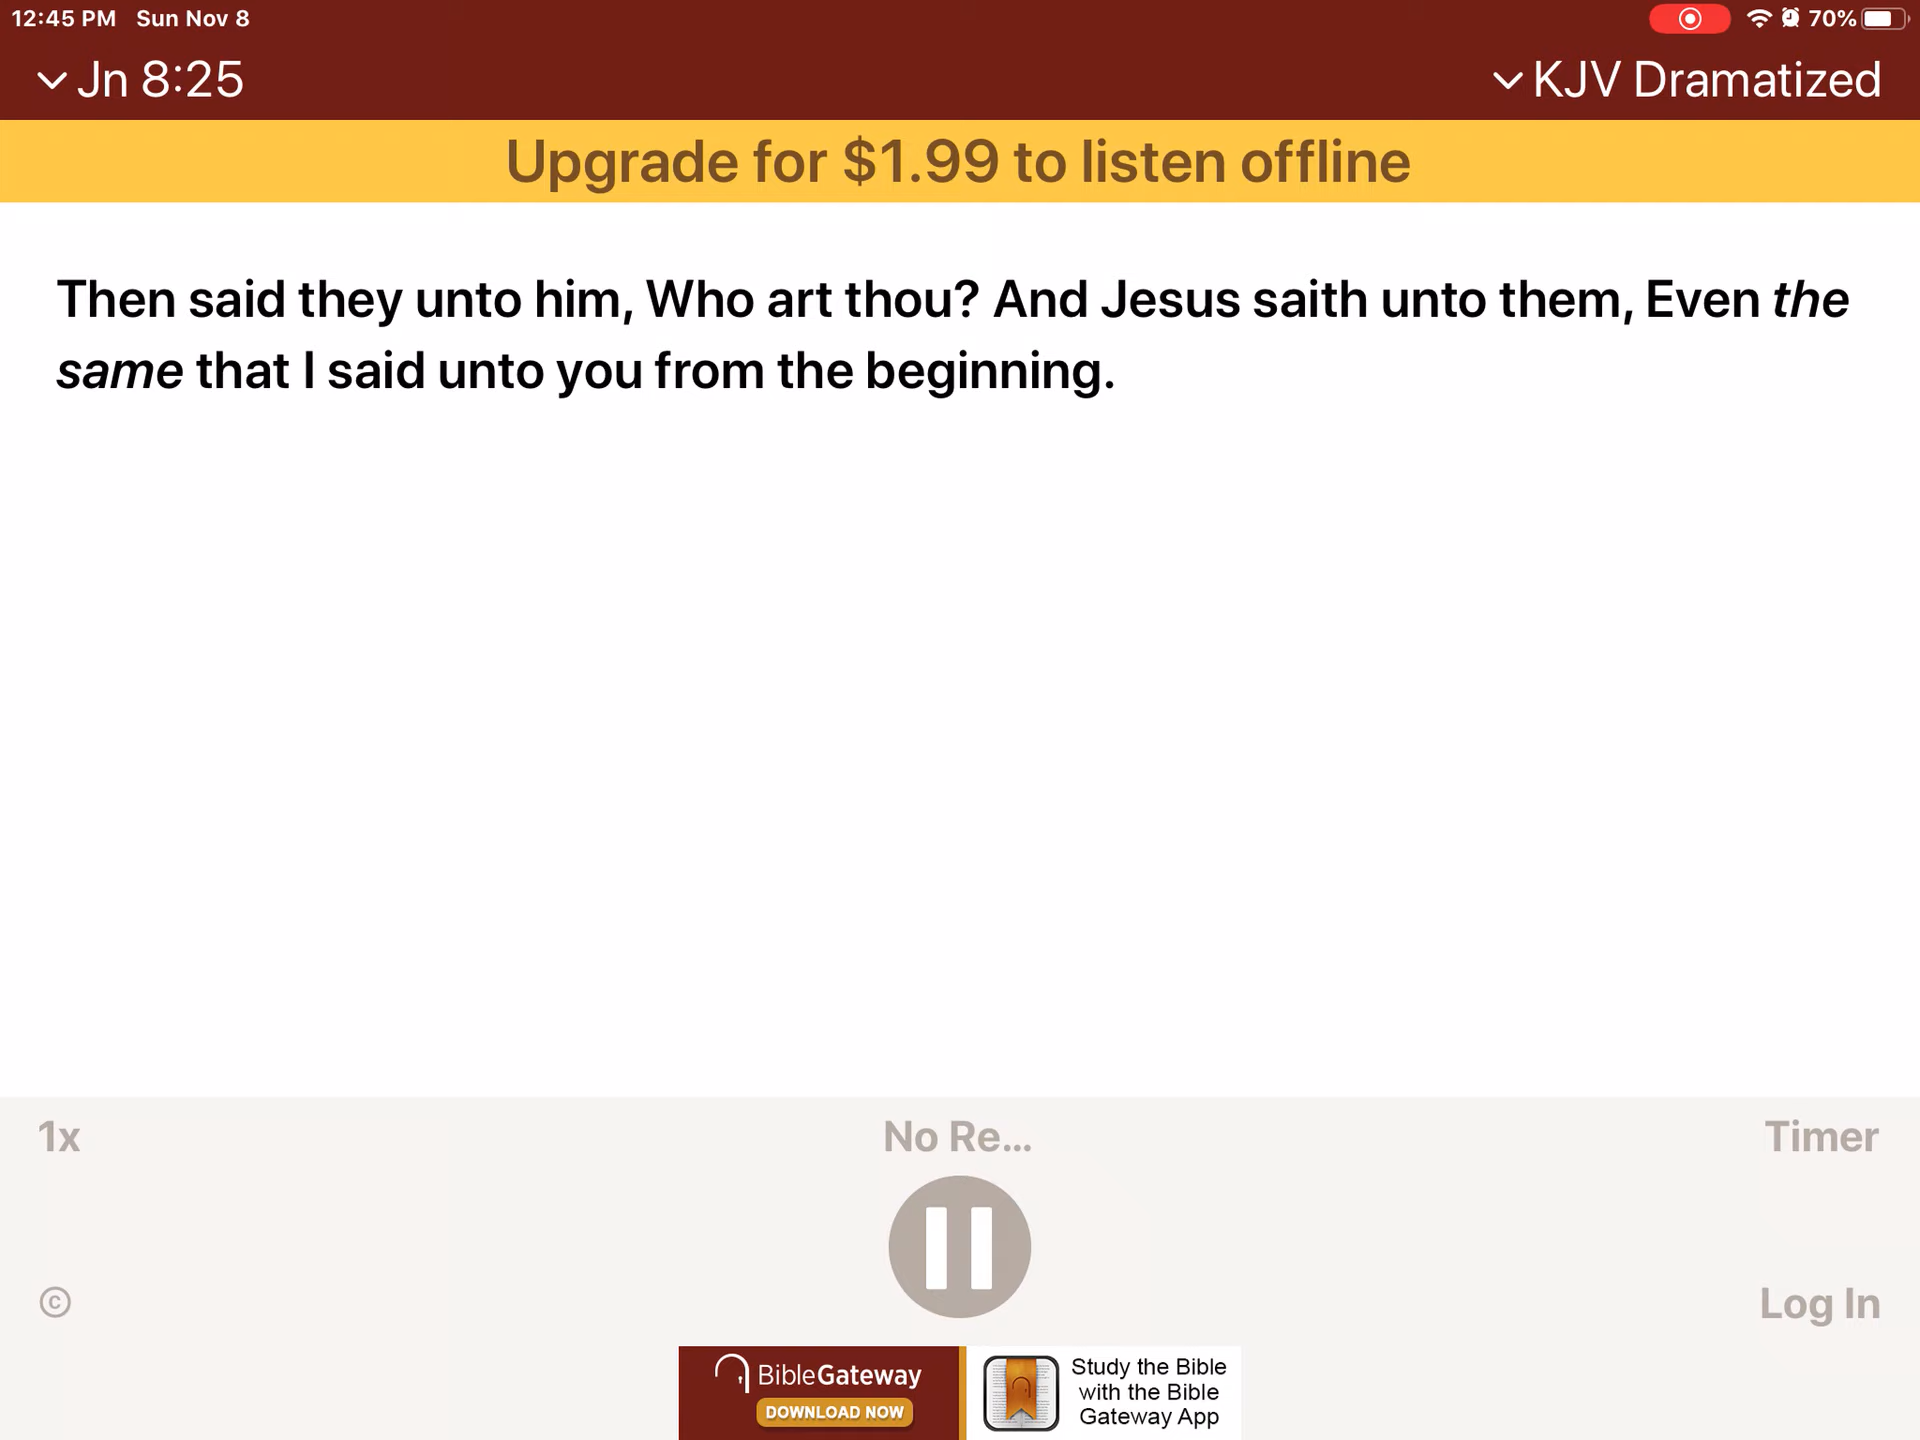 12:45 PM Sun Nov 8
70%
Jn 8:25
KJV Dramatized
Upgrade for $1.99 to listen offline
Then said they unto him, Who art thou? And Jesus saith unto them, Even the
same that I said unto you from the beginning.
1x
No Re...
Timer
©
Log In
BibleGateway
DOWNLOAD NOW
Study the Bible
with the Bible
Gateway App